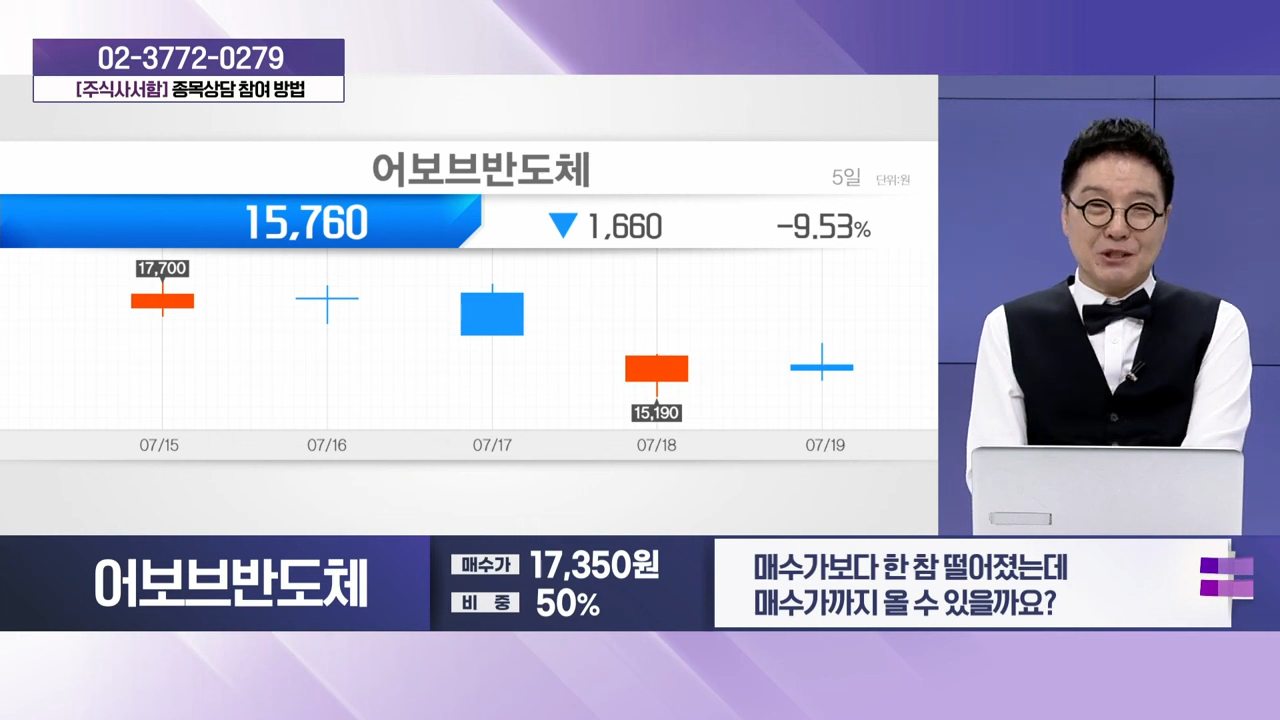 02-3772-0279
[주식사서함] 종목상담 참여 방법
어보브반도체
5일 단위:원
15,760 ▼ 1,660 -9.53%
17,700
15,190
07/15 07/16 07/17 07/18 07/19
어보브반도체
매수가 17,350원
비 중 50%
매수가보다 한 참 떨어졌는데
매수가까지 올 수 있을까요?